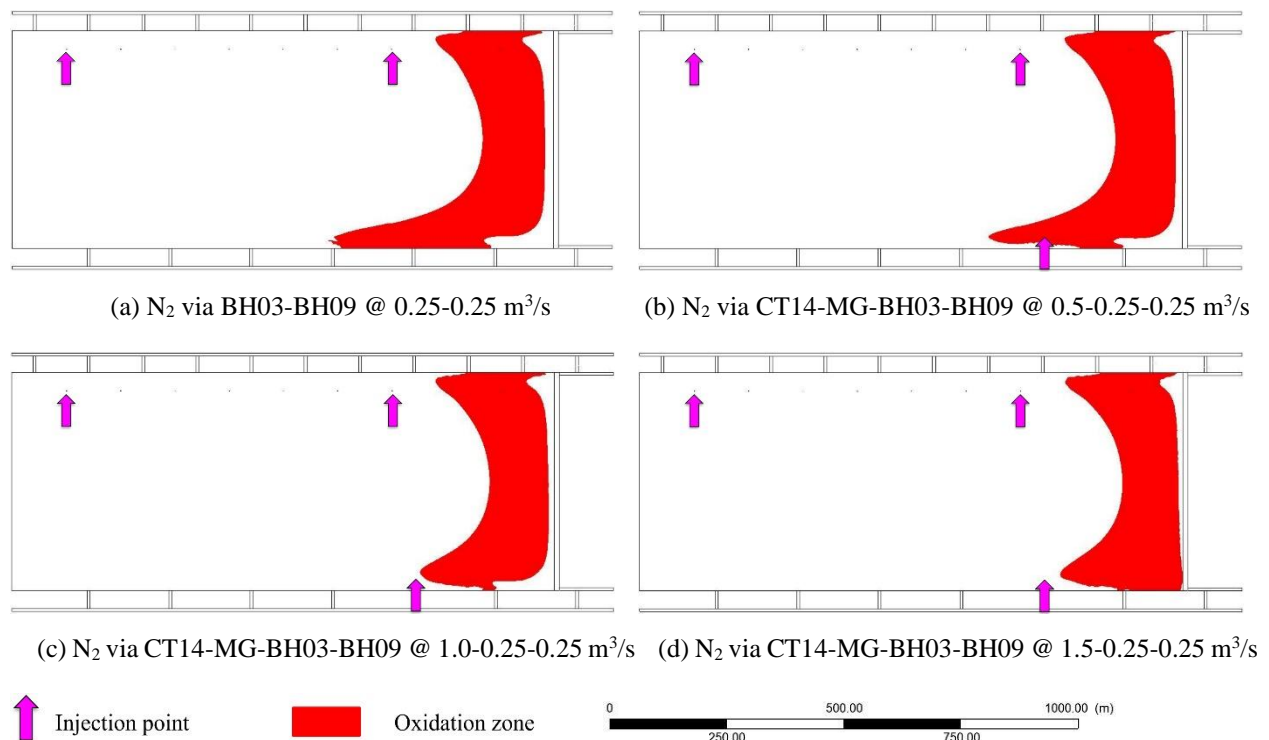 (a) N₂ via BH03-BH09 @ 0.25-0.25 m³/s
(b) N₂ via CT14-MG-BH03-BH09 @ 0.5-0.25-0.25 m³/s
(c) N₂ via CT14-MG-BH03-BH09 @ 1.0-0.25-0.25 m³/s
(d) N₂ via CT14-MG-BH03-BH09 @ 1.5-0.25-0.25 m³/s
Injection point
Oxidation zone
0 500.00 1000.00 (m)
250.00 750.00